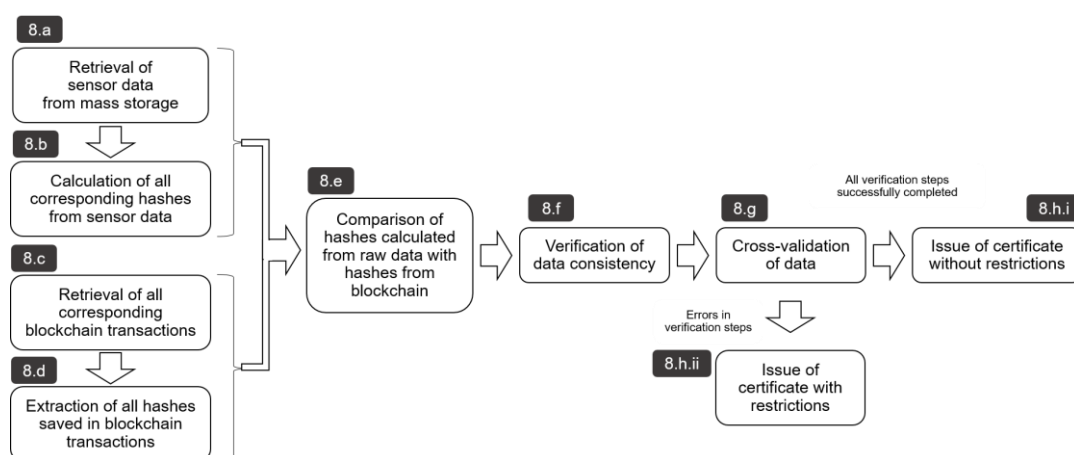 8.a
Retrieval of
sensor data
from mass storage
8.b
Calculation of all
corresponding hashes
from sensor data
8.c
Retrieval of all
corresponding
blockchain transactions
8.d
Extraction of all hashes
saved in blockchain
transactions
8.e
Comparison of
hashes calculated
from raw data with
hashes from
blockchain
8.f
Verification of
data consistency
8.g
Cross-validation
of data
All verification steps
successfully completed
8.h.i
Issue of certificate
without restrictions
Errors in
verification steps
8.h.ii
Issue of
certificate with
restrictions